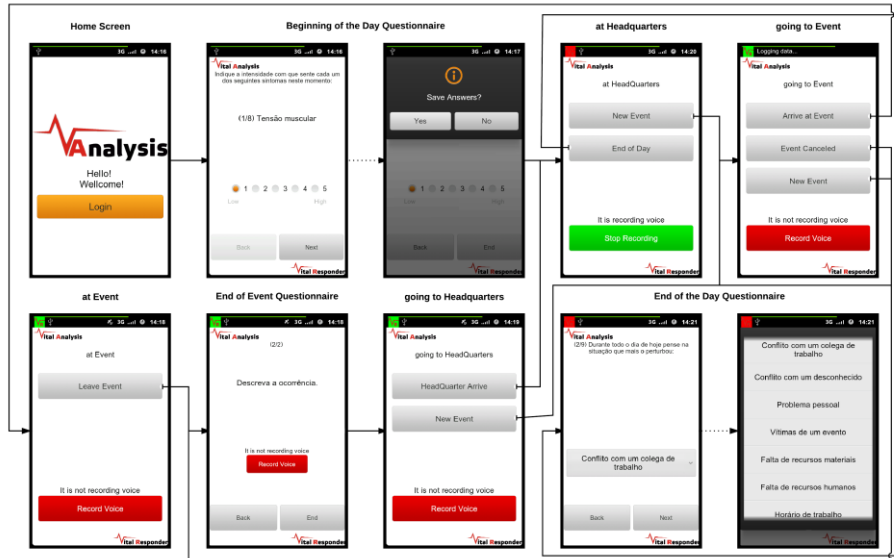 Home Screen
Beginning of the Day Questionnaire
at Headquarters
going to Event
3G 14:16
VAnalysis
Hello!
Wellcome!
Login
3G 14:16
Vital Analysis
Indique a intensidade com que sente cada um
dos seguintes sintomas neste momento:
(1/8) Tensão muscular
1 2 3 4 5
Low High
Back Next
Vital Responder
3G 14:17
Save Answers?
Yes No
1 2 3 4 5
Low High
Back End
Vital Responder
3G 14:20
Vital Analysis
at HeadQuarters
New Event
End of Day
It is recording voice
Stop Recording
Vital Responder
Logging data...
Vital Analysis
going to Event
Arrive at Event
Event Canceled
New Event
It is not recording voice
Record Voice
Vital Responder
at Event
End of Event Questionnaire
going to Headquarters
End of the Day Questionnaire
3G 14:18
Vital Analysis
at Event
Leave Event
It is not recording voice
Record Voice
Vital Responder
3G 14:18
Vital Analysis
(2/2)
Descreva a ocorrência.
It is not recording voice
Record Voice
Back End
Vital Responder
3G 14:19
Vital Analysis
going to HeadQuarters
HeadQuarter Arrive
New Event
It is not recording voice
Record Voice
Vital Responder
3G 14:21
Vital Analysis
(2/9) Durante todo o dia de hoje pense na
situação que mais o perturbou:
Conflito com um colega de
trabalho
Back Next
Vital Responder
3G 14:21
Conflito com um colega de
trabalho
Conflito com um desconhecido
Problema pessoal
Vítimas de um evento
Falta de recursos materiais
Falta de recursos humanos
Horário de trabalho
Vital Responder